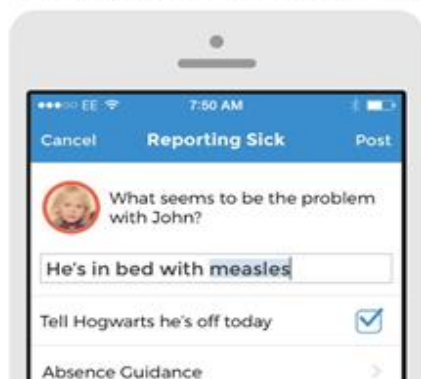 EE 7:50 AM
Cancel Reporting Sick Post
What seems to be the problem
with John?
He's in bed with measles
Tell Hogwarts he's off today
Absence Guidance